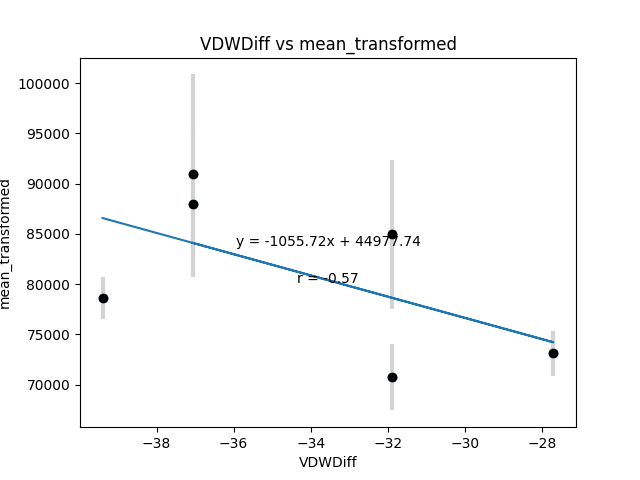 VDWDiff vs mean_transformed
100000
95000
90000
85000
80000
75000
70000
mean_transformed
y = -1055.72x + 44977.74
r = -0.57
−38
−36
−34
−32
−30
−28
VDWDiff